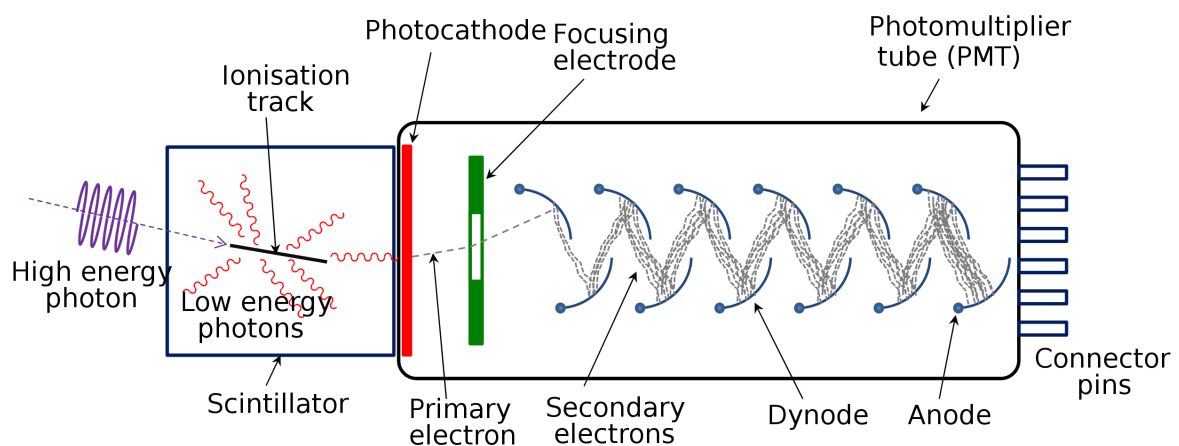 Photocathode
Focusing
electrode
Photomultiplier
tube (PMT)
Ionisation
track
High energy
photon
Low energy
photons
Scintillator
Primary
electron
Secondary
electrons
Dynode
Anode
Connector
pins